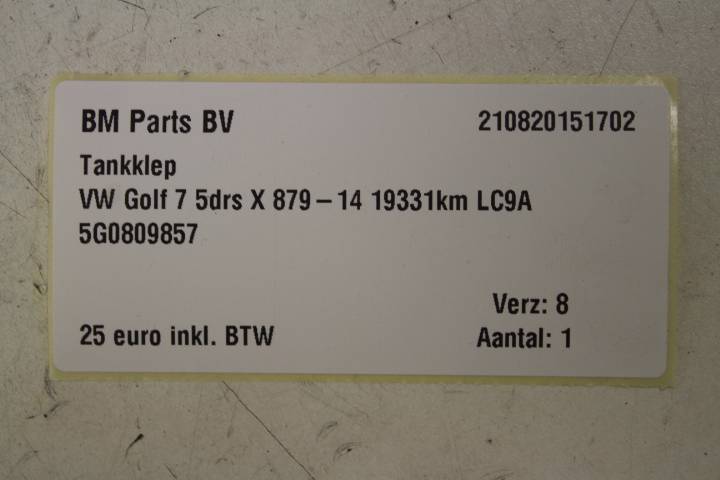 BM Parts BV 210820151702
Tankklep
VW Golf 7 5drs X 879-14 19331km LC9A
5G0809857
Verz: 8
25 euro inkl. BTW Aantal: 1